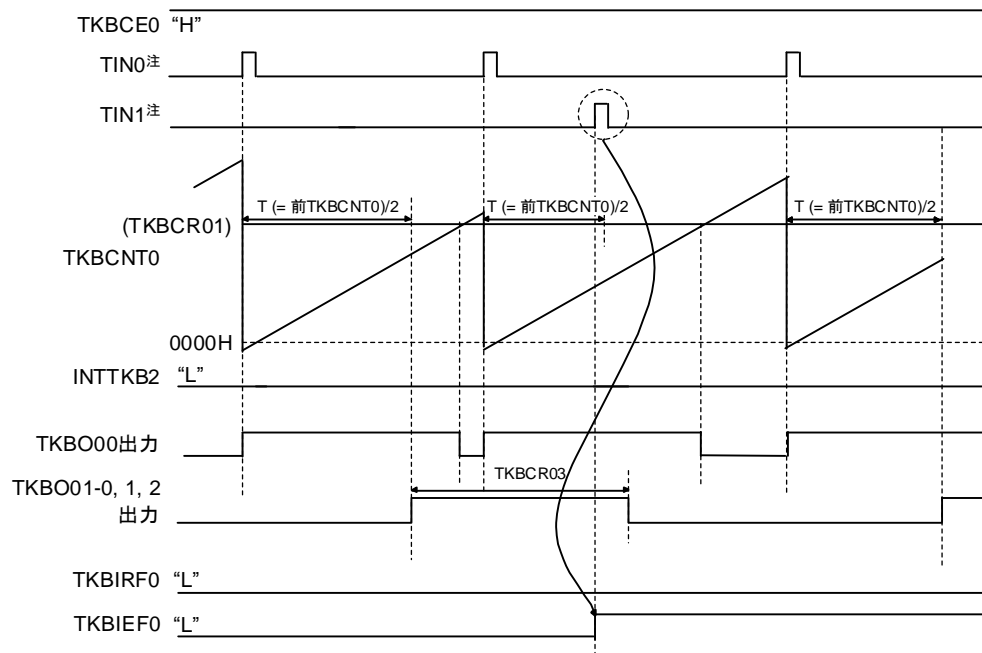 TKBCE0 “H”
TIN0注
TIN1注
T (= 前TKBCNT0)/2 T (= 前TKBCNT0)/2 T (= 前TKBCNT0)/2
(TKBCR01)
TKBCNT0
0000H
INTTKB2 “L”
TKBO00出力
TKBCR03
TKBO01-0, 1, 2
出力
TKBIRF0 “L”
TKBIEF0 “L”